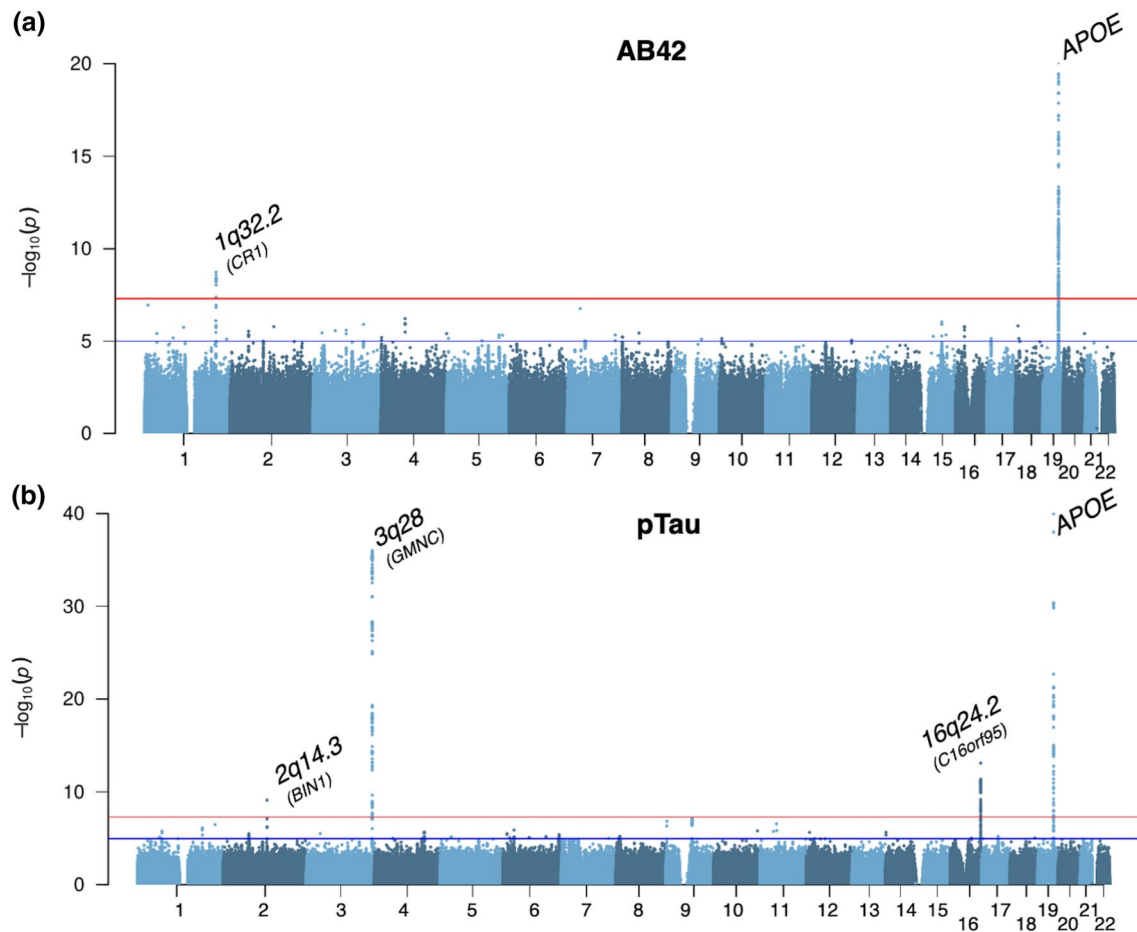 (a)
AB42
APOE
20
15
10
5
0
−log10(p)
1q32.2
(CR1)
1 2 3 4 5 6 7 8 9 10 11 12 13 14 15 16 17 18 19 20 21 22
(b)
pTau
APOE
40
30
20
10
0
−log10(p)
3q28
(GMNC)
2q14.3
(BIN1)
16q24.2
(C16orf95)
1 2 3 4 5 6 7 8 9 10 11 12 13 14 15 16 17 18 19 20 21 22